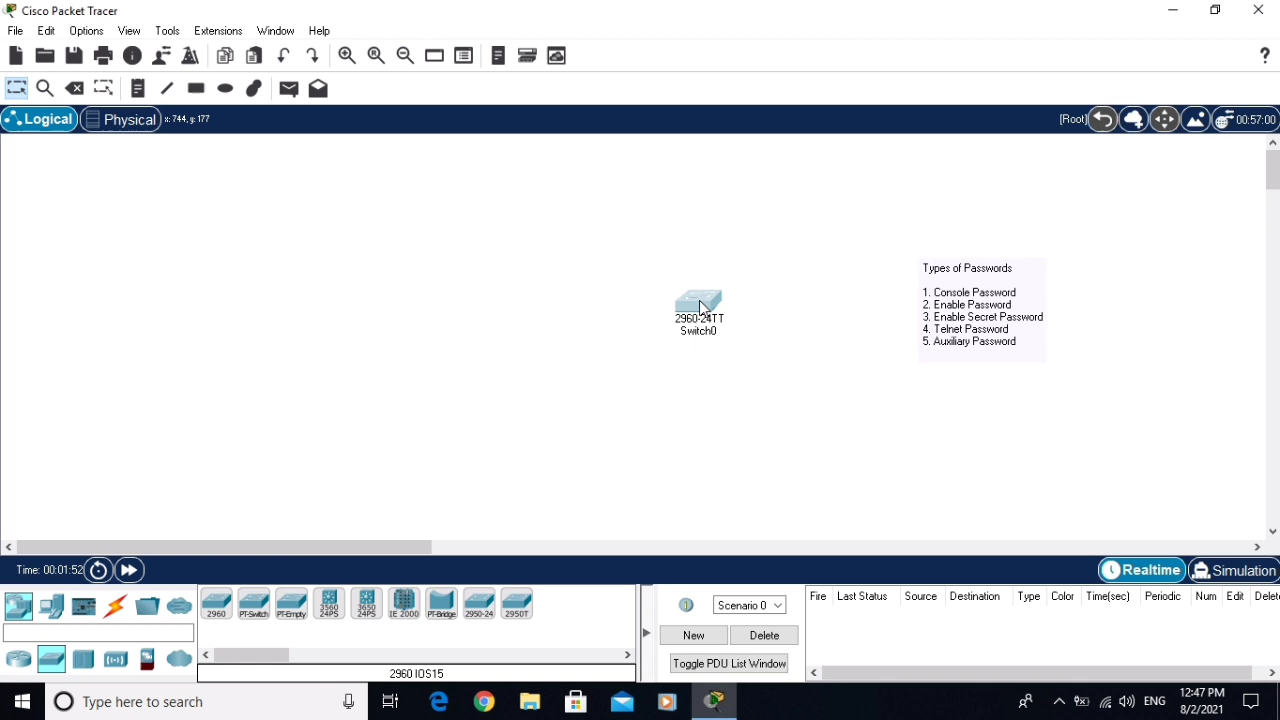 Cisco Packet Tracer
File Edit Options View Tools Extensions Window Help
?
Logical Physical x: 744, y: 177 [Root] 00:57:00
2960-24TT
Switch0
Types of Passwords
1. Console Password
2. Enable Password
3. Enable Secret Password
4. Telnet Password
5. Auxiliary Password
Time: 00:01:52 Realtime Simulation
2960 PT-Switch PT-Empty 3560 24PS 3650 24PS IE 2000 PT-Bridge 2950-24 2950T
2960 IOS15
Scenario 0
New Delete
Toggle PDU List Window
Fire Last Status Source Destination Type Color Time(sec) Periodic Num Edit Delet
Type here to search
ENG
12:47 PM
8/2/2021